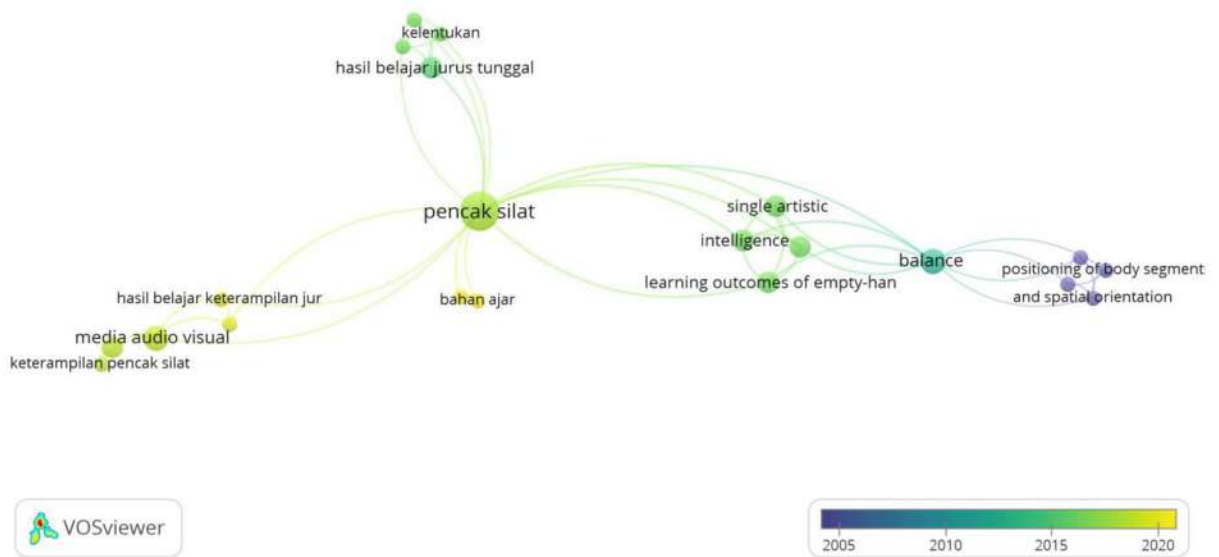 kelentukan
hasil belajar jurus tunggal
pencak silat
single artistic
intelligence
balance
learning outcomes of empty-han
positioning of body segment
and spatial orientation
hasil belajar keterampilan jur
bahan ajar
media audio visual
keterampilan pencak silat
VOSviewer
2005 2010 2015 2020